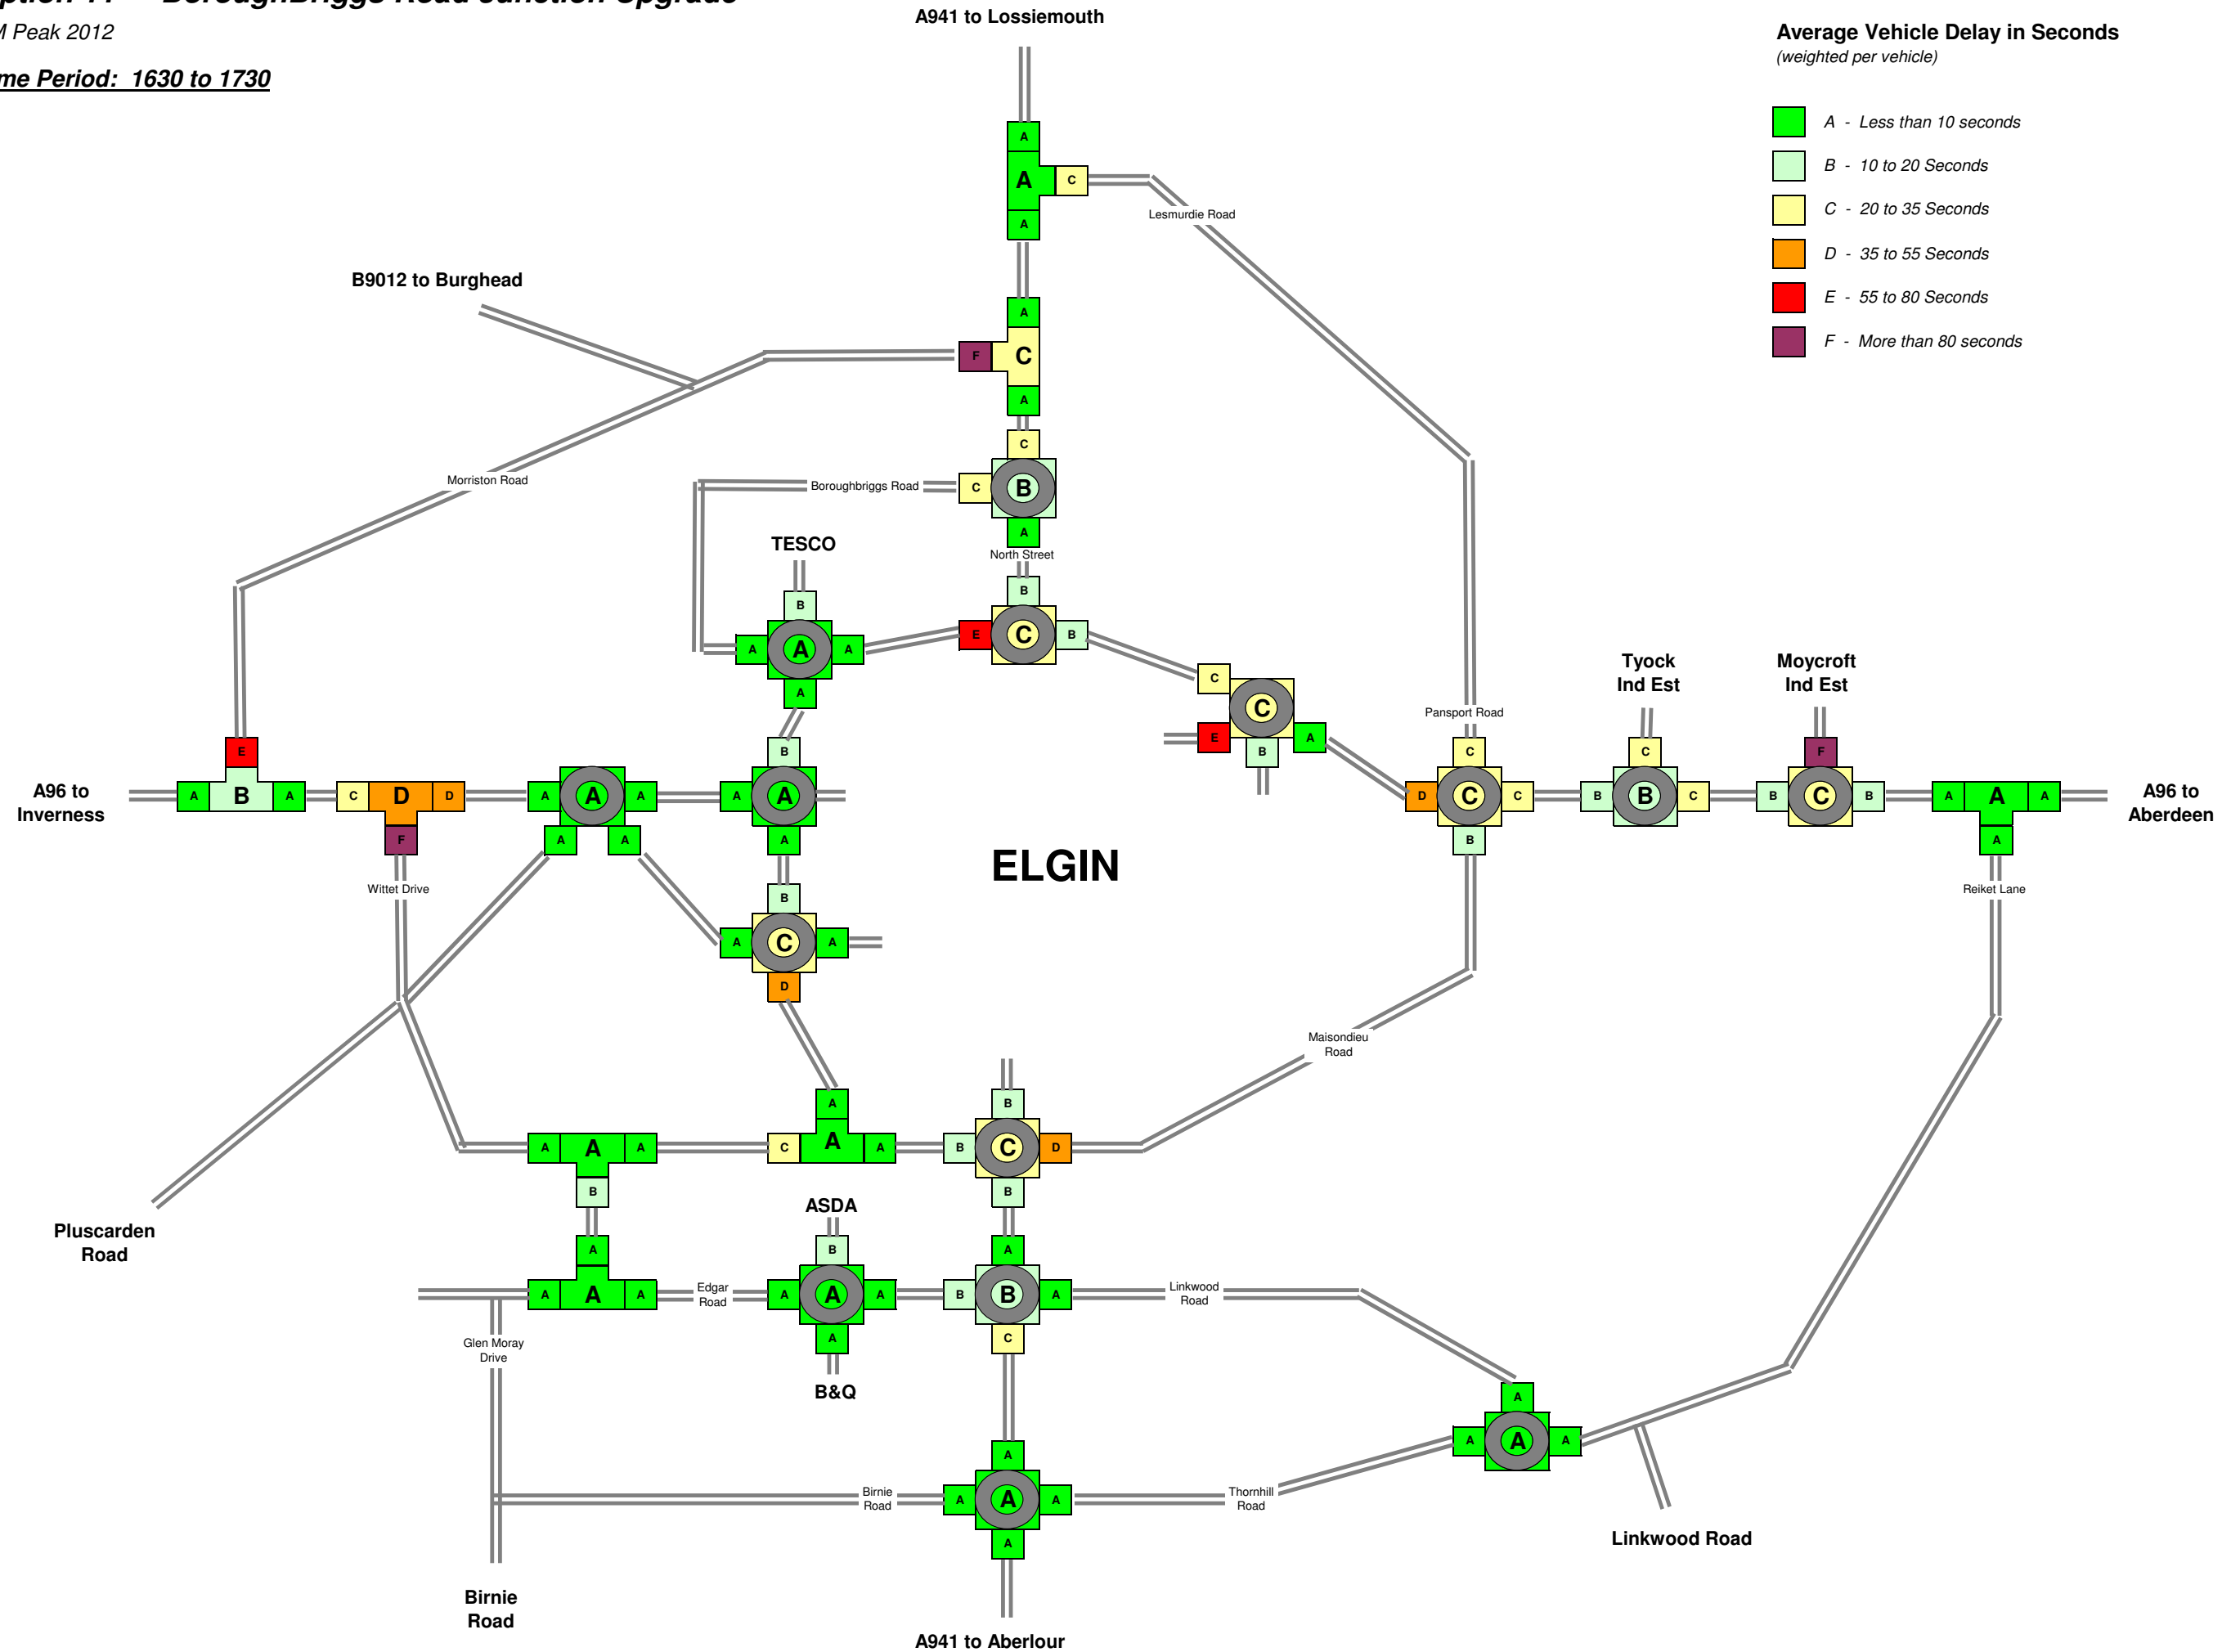 BoroughBriggs Road Junction Upgrade
M Peak 2012
me Period: 1630 to 1730
A941 to Lossiemouth
Average Vehicle Delay in Seconds
(weighted per vehicle)
A - Less than 10 seconds
B - 10 to 20 Seconds
C - 20 to 35 Seconds
D - 35 to 55 Seconds
E - 55 to 80 Seconds
F - More than 80 seconds
A
A C
A
Lesmurdie Road
B9012 to Burghead
A
F C
A
C
Morriston Road
Boroughbriggs Road
C B
A
North Street
TESCO
B
B
A A A
E C B
A
C
C
E A
B
Pansport Road
Tyock
Ind Est
Moycroft
Ind Est
E
B
C
C
F
A96 to
Inverness
A B A
C D D
A A A
A A
D C C
B B C
B C B
A A A
A96 to
Aberdeen
F
A A
A
B
A
Wittet Drive
ELGIN
Reiket Lane
B
A C A
D
Maisondieu
Road
A
B
A A A
C A A
B C D
B
B
Pluscarden
Road
ASDA
A
B
A
A A A
Edgar
Road
A A A
B B A
Linkwood
Road
Glen Moray
Drive
A
C
B&Q
A
A A A
A
Birnie
Road
A A A
Thornhill
Road
A
Linkwood Road
Birnie
Road
A941 to Aberlour